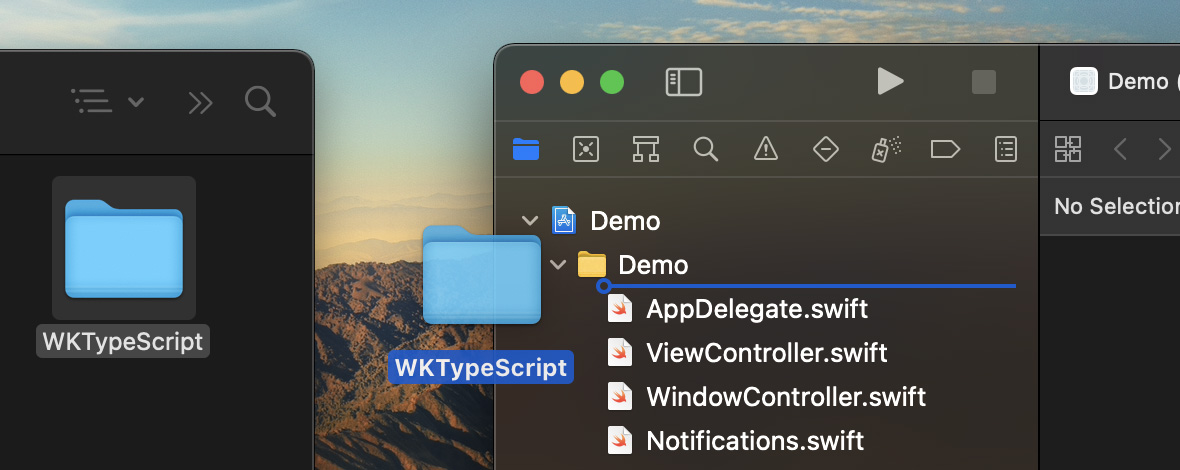 Demo
No Selection
Demo
Demo
AppDelegate.swift
WKTypeScript
WKTypeScript
ViewController.swift
WindowController.swift
Notifications.swift